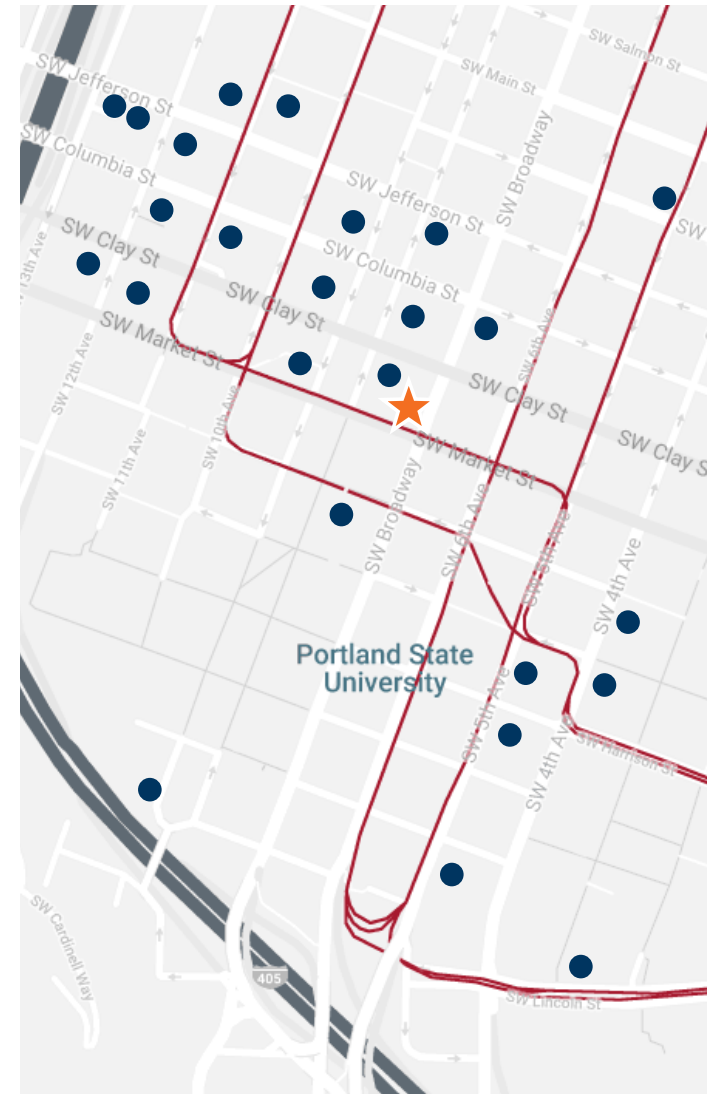 SW Salmon St
SW Main St
SW Jefferson St
SW Broadway
SW Columbia St
SW Jefferson St
SW
SW Clay St
SW Columbia St
13th Ave
SW Clay St
SW Market St
SW 6th Ave
SW 12th Ave
SW Clay St
SW 10th Ave
SW Market St
SW Clay S
SW 11th Ave
SW Broadway
SW 6th Ave
SW 5th Ave
SW 4th Ave
Portland State
University
SW 5th Ave
SW 4th Ave
SW Harrison St
SW Cardinell Way
405
SW Lincoln St